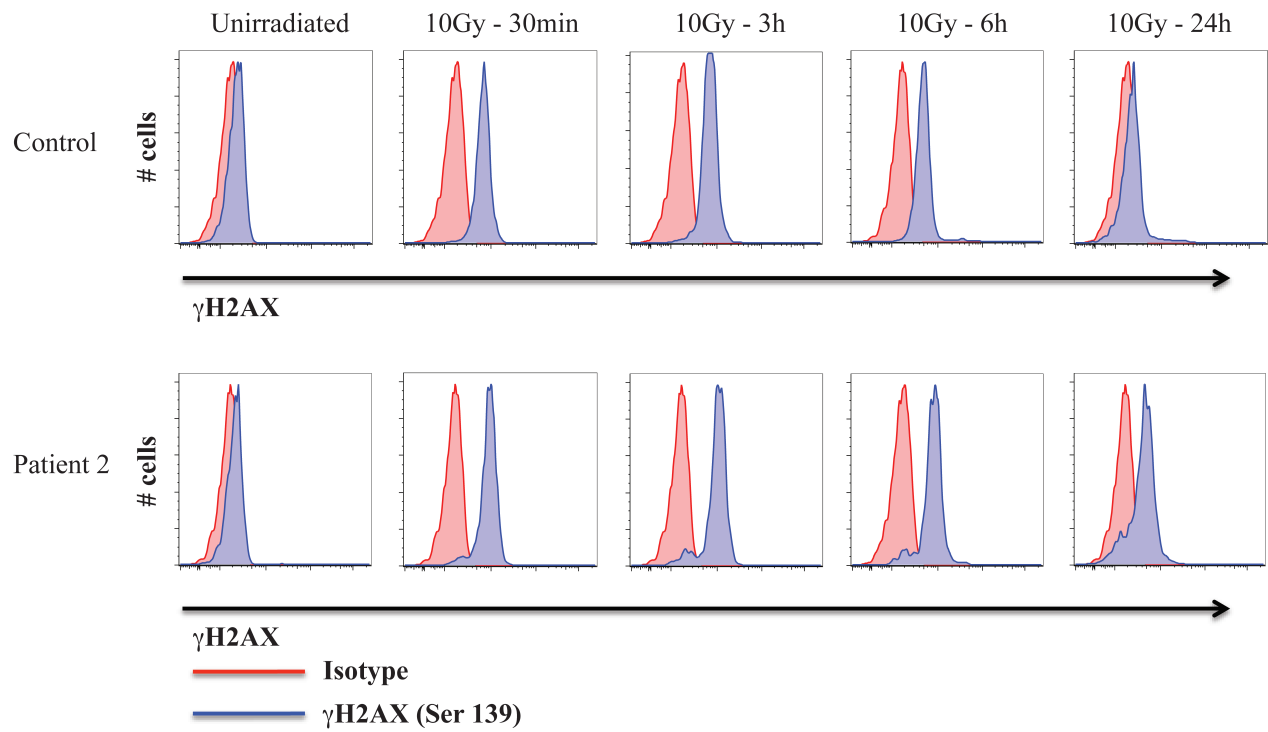 Unirradiated 10Gy - 30min 10Gy - 3h 10Gy - 6h 10Gy - 24h
Control
# cells
γH2AX
Patient 2
# cells
γH2AX
Isotype
γH2AX (Ser 139)